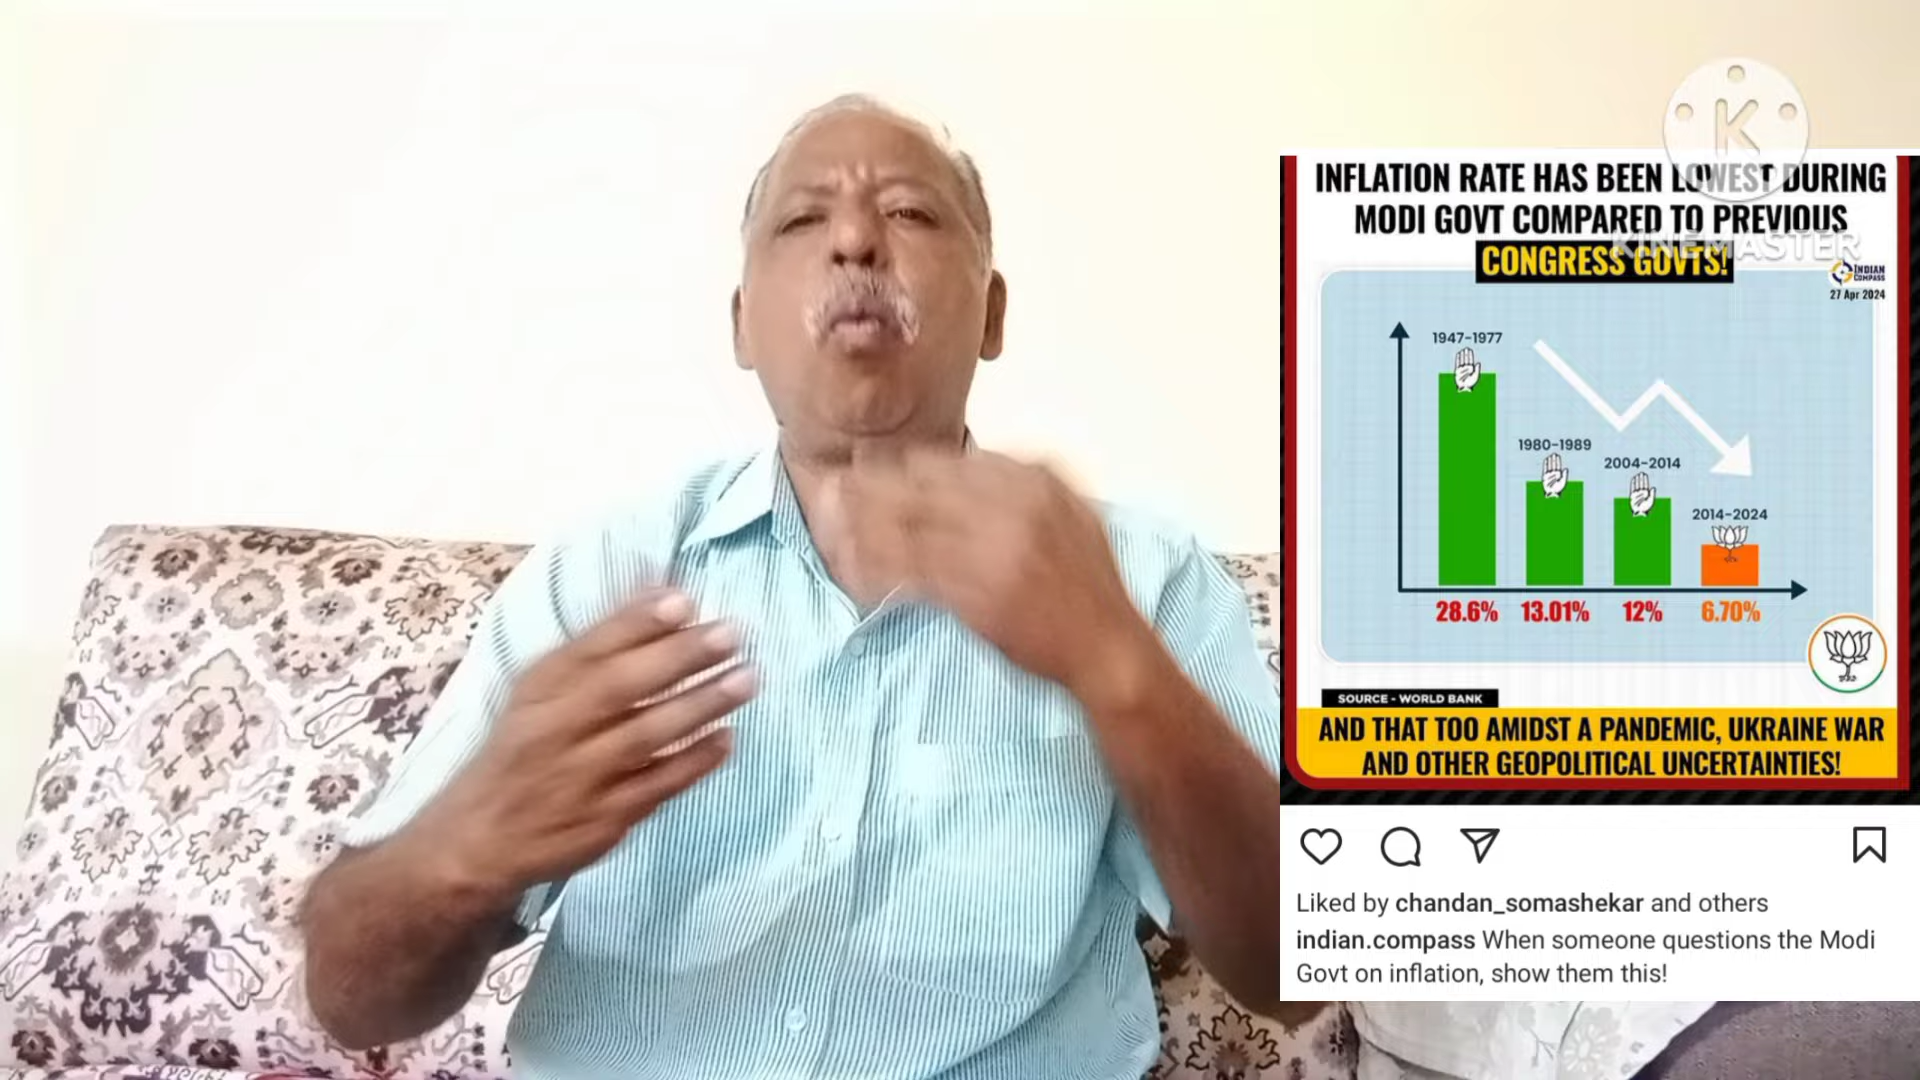 K
KINEMASTER
INFLATION RATE HAS BEEN LOWEST DURING
MODI GOVT COMPARED TO PREVIOUS
CONGRESS GOVTS!
INDIAN
COMPASS
27 Apr 2024
1947-1977
1980-1989
2004-2014
2014-2024
28.6% 13.01% 12% 6.70%
SOURCE - WORLD BANK
AND THAT TOO AMIDST A PANDEMIC, UKRAINE WAR
AND OTHER GEOPOLITICAL UNCERTAINTIES!
Liked by chandan_somashekar and others
indian.compass When someone questions the Modi
Govt on inflation, show them this!